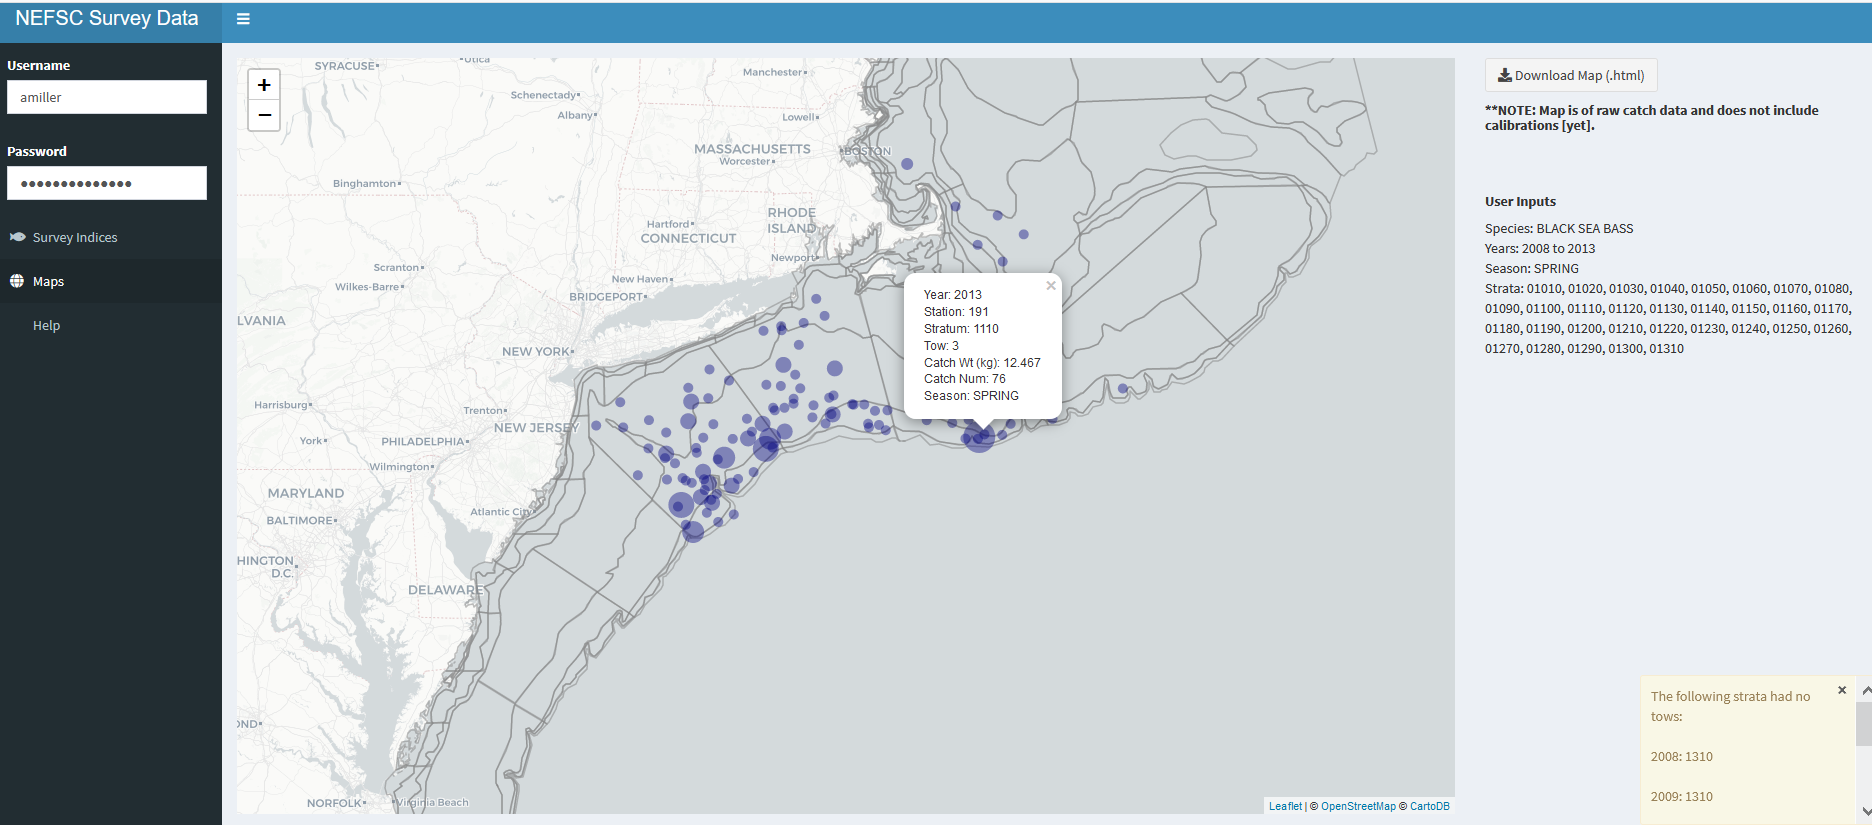 NEFSC Survey Data
Username
amiller
Password
●●●●●●●●●●●●●●
Survey Indices
Maps
Help
+
−
SYRACUSE
Utica
Manchester
Schenectady
Albany
Lowell
MASSACHUSETTS
Worcester
BOSTON
Binghamton
RHODE
ISLAND
Hartford
CONNECTICUT
Newport
Scranton
New Haven
Wilkes-Barre
BRIDGEPORT
LVANIA
NEW YORK
Harrisburg
Trenton
NEW JERSEY
York
PHILADELPHIA
Wilmington
MARYLAND
BALTIMORE
Atlantic City
HINGTON
D.C.
DELAWARE
OND
NORFOLK
Virginia Beach
×
Year: 2013
Station: 191
Stratum: 1110
Tow: 3
Catch Wt (kg): 12.467
Catch Num: 76
Season: SPRING
Leaflet | © OpenStreetMap © CartoDB
Download Map (.html)
**NOTE: Map is of raw catch data and does not include
calibrations [yet].
User Inputs
Species: BLACK SEA BASS
Years: 2008 to 2013
Season: SPRING
Strata: 01010, 01020, 01030, 01040, 01050, 01060, 01070, 01080,
01090, 01100, 01110, 01120, 01130, 01140, 01150, 01160, 01170,
01180, 01190, 01200, 01210, 01220, 01230, 01240, 01250, 01260,
01270, 01280, 01290, 01300, 01310
The following strata had no
tows:
×
2008: 1310
2009: 1310